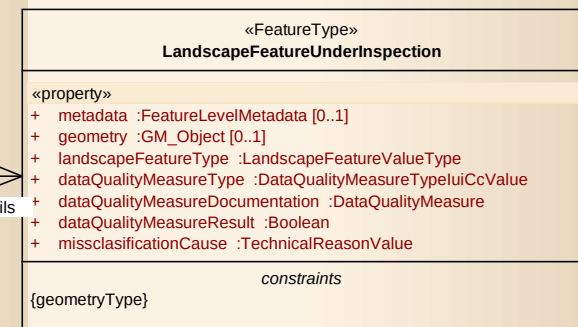 «FeatureType»
LandscapeFeatureUnderInspection
«property»
+ metadata :FeatureLevelMetadata [0..1]
+ geometry :GM_Object [0..1]
+ landscapeFeatureType :LandscapeFeatureValueType
+ dataQualityMeasureType :DataQualityMeasureTypeIuiCcValue
ils
+ dataQualityMeasureDocumentation :DataQualityMeasure
+ dataQualityMeasureResult :Boolean
+ missclasificationCause :TechnicalReasonValue
constraints
{geometryType}